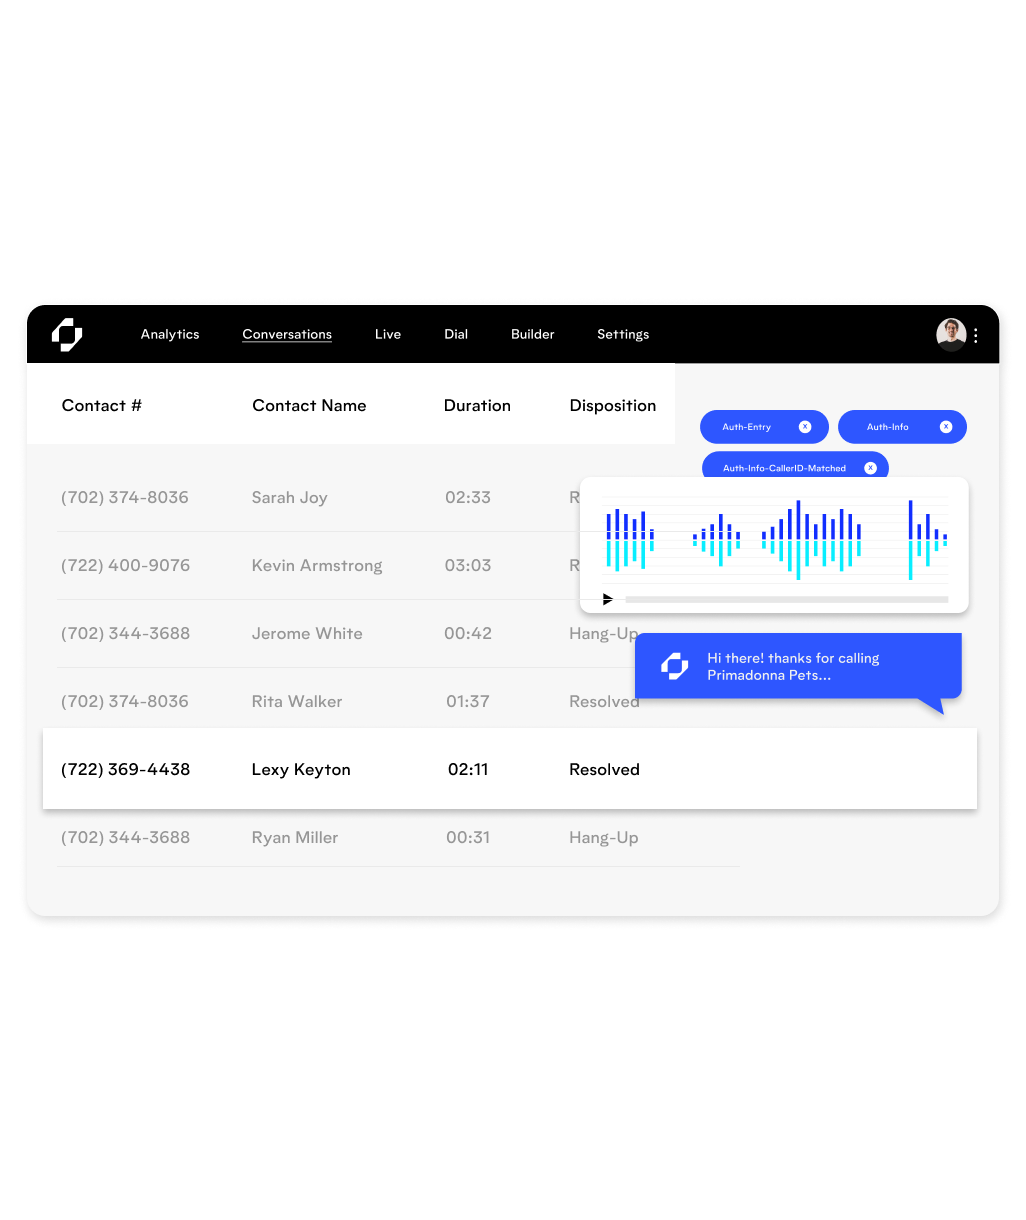 Analytics Conversations Live Dial Builder Settings
Contact # Contact Name Duration Disposition
Auth-Entry X Auth-Info X
Auth-Info-CallerID-Matched X
(702) 374-8036 Sarah Joy 02:33 R
(722) 400-9076 Kevin Armstrong 03:03 R
(702) 344-3688 Jerome White 00:42 Hang-Up
Hi there! thanks for calling
Primadonna Pets...
(702) 374-8036 Rita Walker 01:37 Resolved
(722) 369-4438 Lexy Keyton 02:11 Resolved
(702) 344-3688 Ryan Miller 00:31 Hang-Up